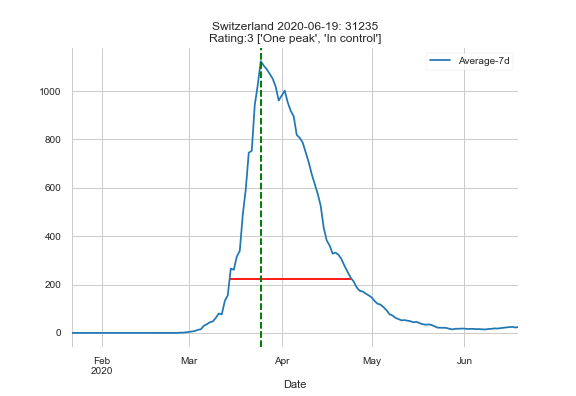 Switzerland 2020-06-19: 31235
Rating:3 ['One peak', 'In control']
Average-7d
1000
800
600
400
200
0
Feb Mar Apr May Jun
2020
Date